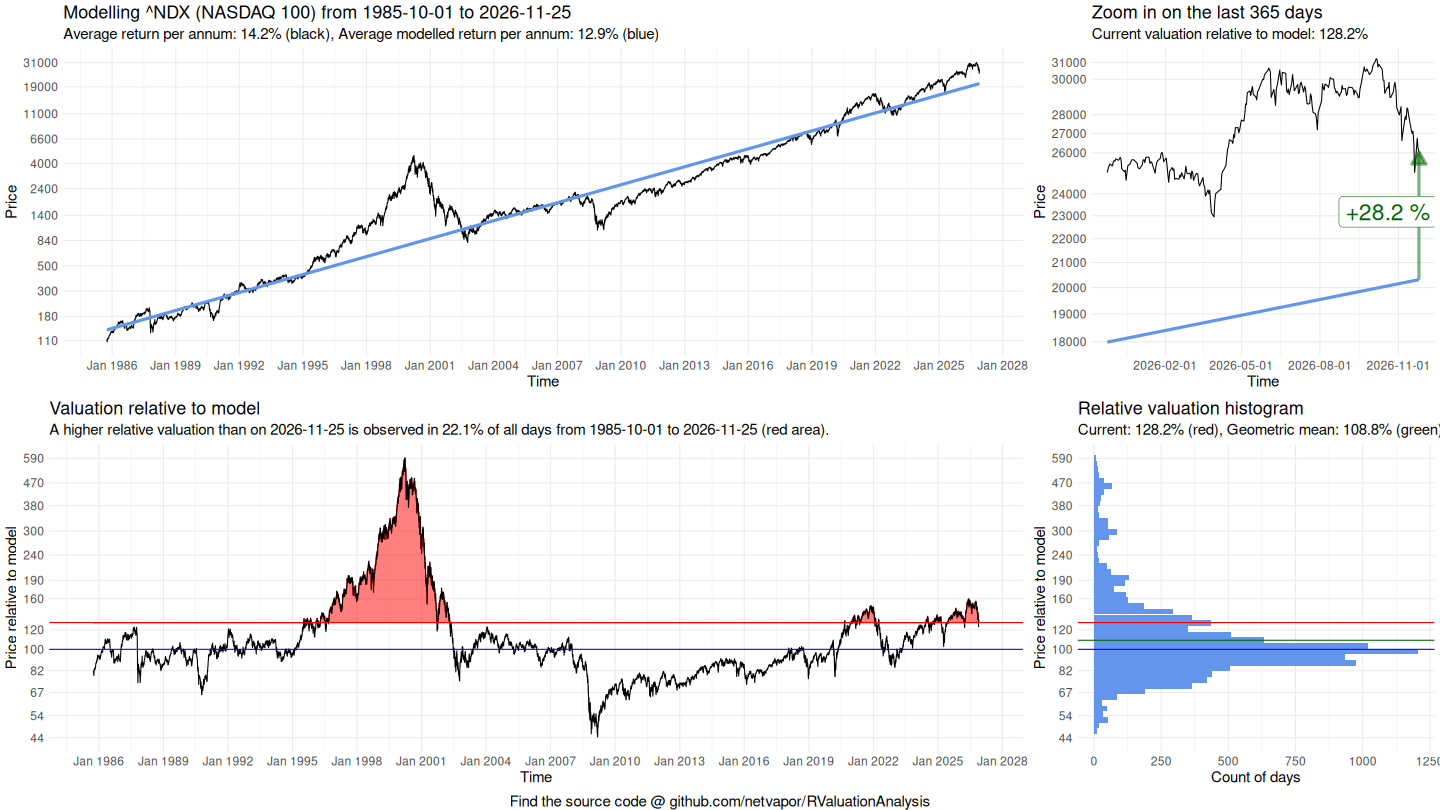 Modelling ^NDX (NASDAQ 100) from 1985-10-01 to 2026-11-25
Average return per annum: 14.2% (black), Average modelled return per annum: 12.9% (blue)
Price
31000
19000
11000
6600
4000
2400
1400
840
500
300
180
110
Jan 1986 Jan 1989 Jan 1992 Jan 1995 Jan 1998 Jan 2001 Jan 2004 Jan 2007 Jan 2010 Jan 2013 Jan 2016 Jan 2019 Jan 2022 Jan 2025 Jan 2028
Time
Zoom in on the last 365 days
Current valuation relative to model: 128.2%
Price
31000
30000
28000
27000
26000
24000
23000
22000
21000
20000
19000
18000
+28.2 %
2026-02-01 2026-05-01 2026-08-01 2026-11-01
Time
Valuation relative to model
A higher relative valuation than on 2026-11-25 is observed in 22.1% of all days from 1985-10-01 to 2026-11-25 (red area).
Price relative to model
590
470
380
300
240
190
160
120
100
82
67
54
44
Jan 1986 Jan 1989 Jan 1992 Jan 1995 Jan 1998 Jan 2001 Jan 2004 Jan 2007 Jan 2010 Jan 2013 Jan 2016 Jan 2019 Jan 2022 Jan 2025 Jan 2028
Time
Relative valuation histogram
Current: 128.2% (red), Geometric mean: 108.8% (green)
Price relative to model
590
470
380
300
240
190
160
120
100
82
67
54
44
0 250 500 750 1000 1250
Count of days
Find the source code @ github.com/netvapor/RValuationAnalysis